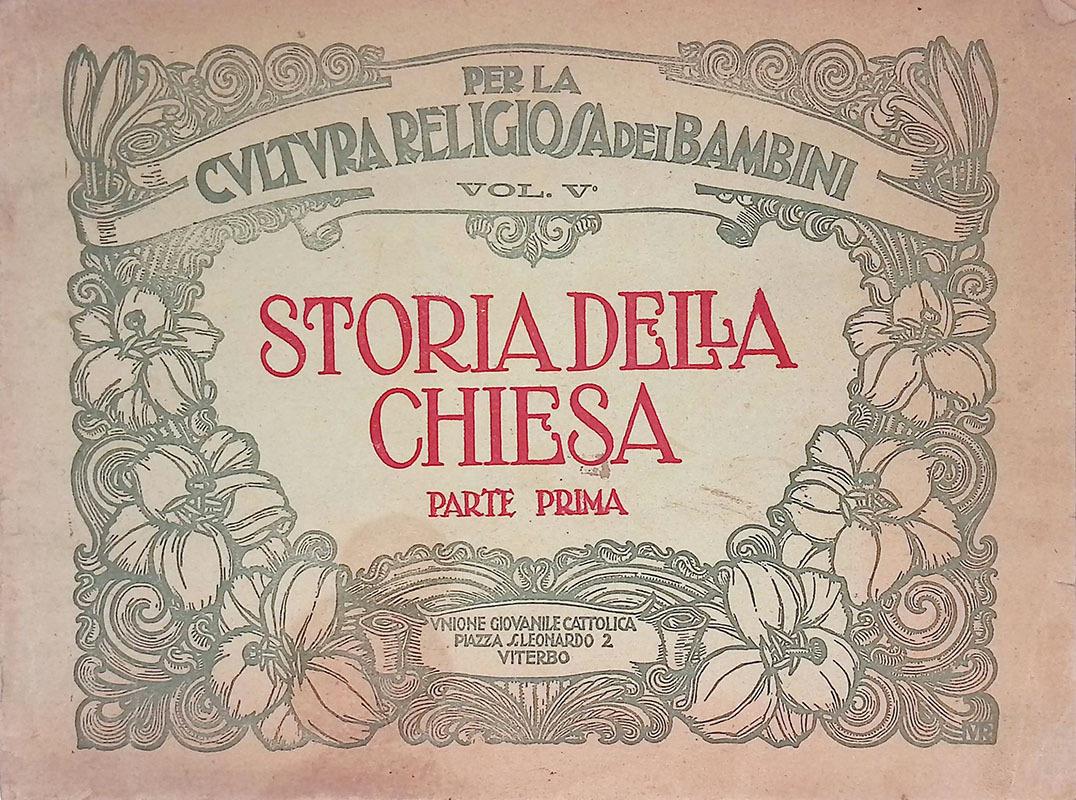 PER LA
CVLTVRA RELIGIOSA DEI BAMBINI
VOL. Vº
STORIA DELLA
CHIESA
PARTE PRIMA
VNIONE GIOVANILE CATTOLICA
PIAZZA S. LEONARDO 2
VITERBO